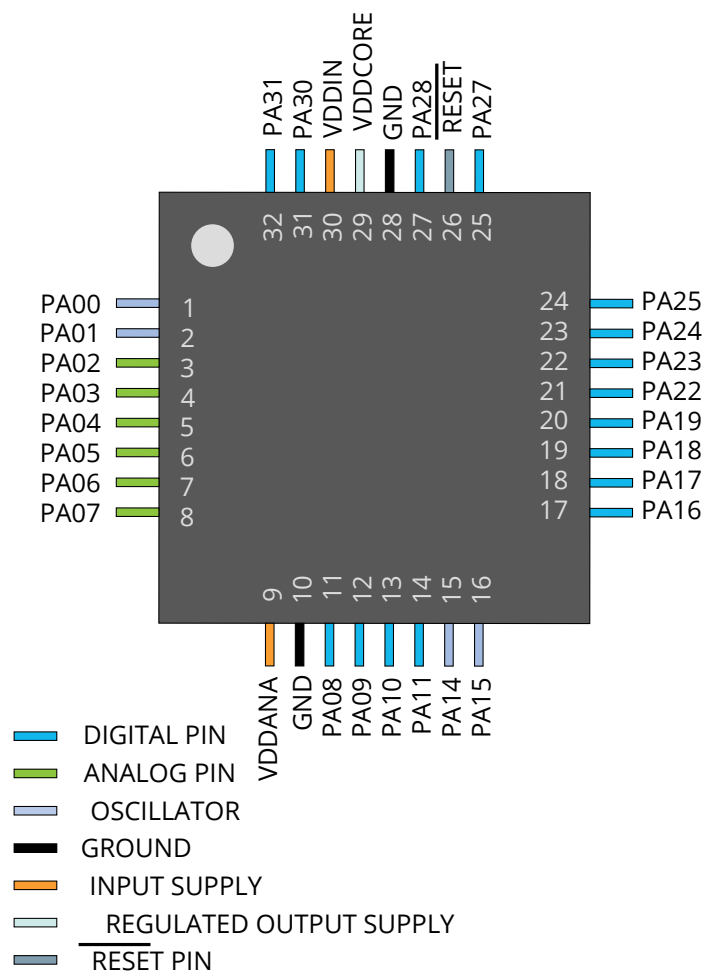 PA31
PA30
VDDIN
VDDCORE
GND
PA28
RESET
PA27
32
31
30
29
28
27
26
25
PA00 1
PA01 2
PA02 3
PA03 4
PA04 5
PA05 6
PA06 7
PA07 8
24 PA25
23 PA24
22 PA23
21 PA22
20 PA19
19 PA18
18 PA17
17 PA16
9
10
11
12
13
14
15
16
VDDANA
GND
PA08
PA09
PA10
PA11
PA14
PA15
DIGITAL PIN
ANALOG PIN
OSCILLATOR
GROUND
INPUT SUPPLY
REGULATED OUTPUT SUPPLY
RESET PIN